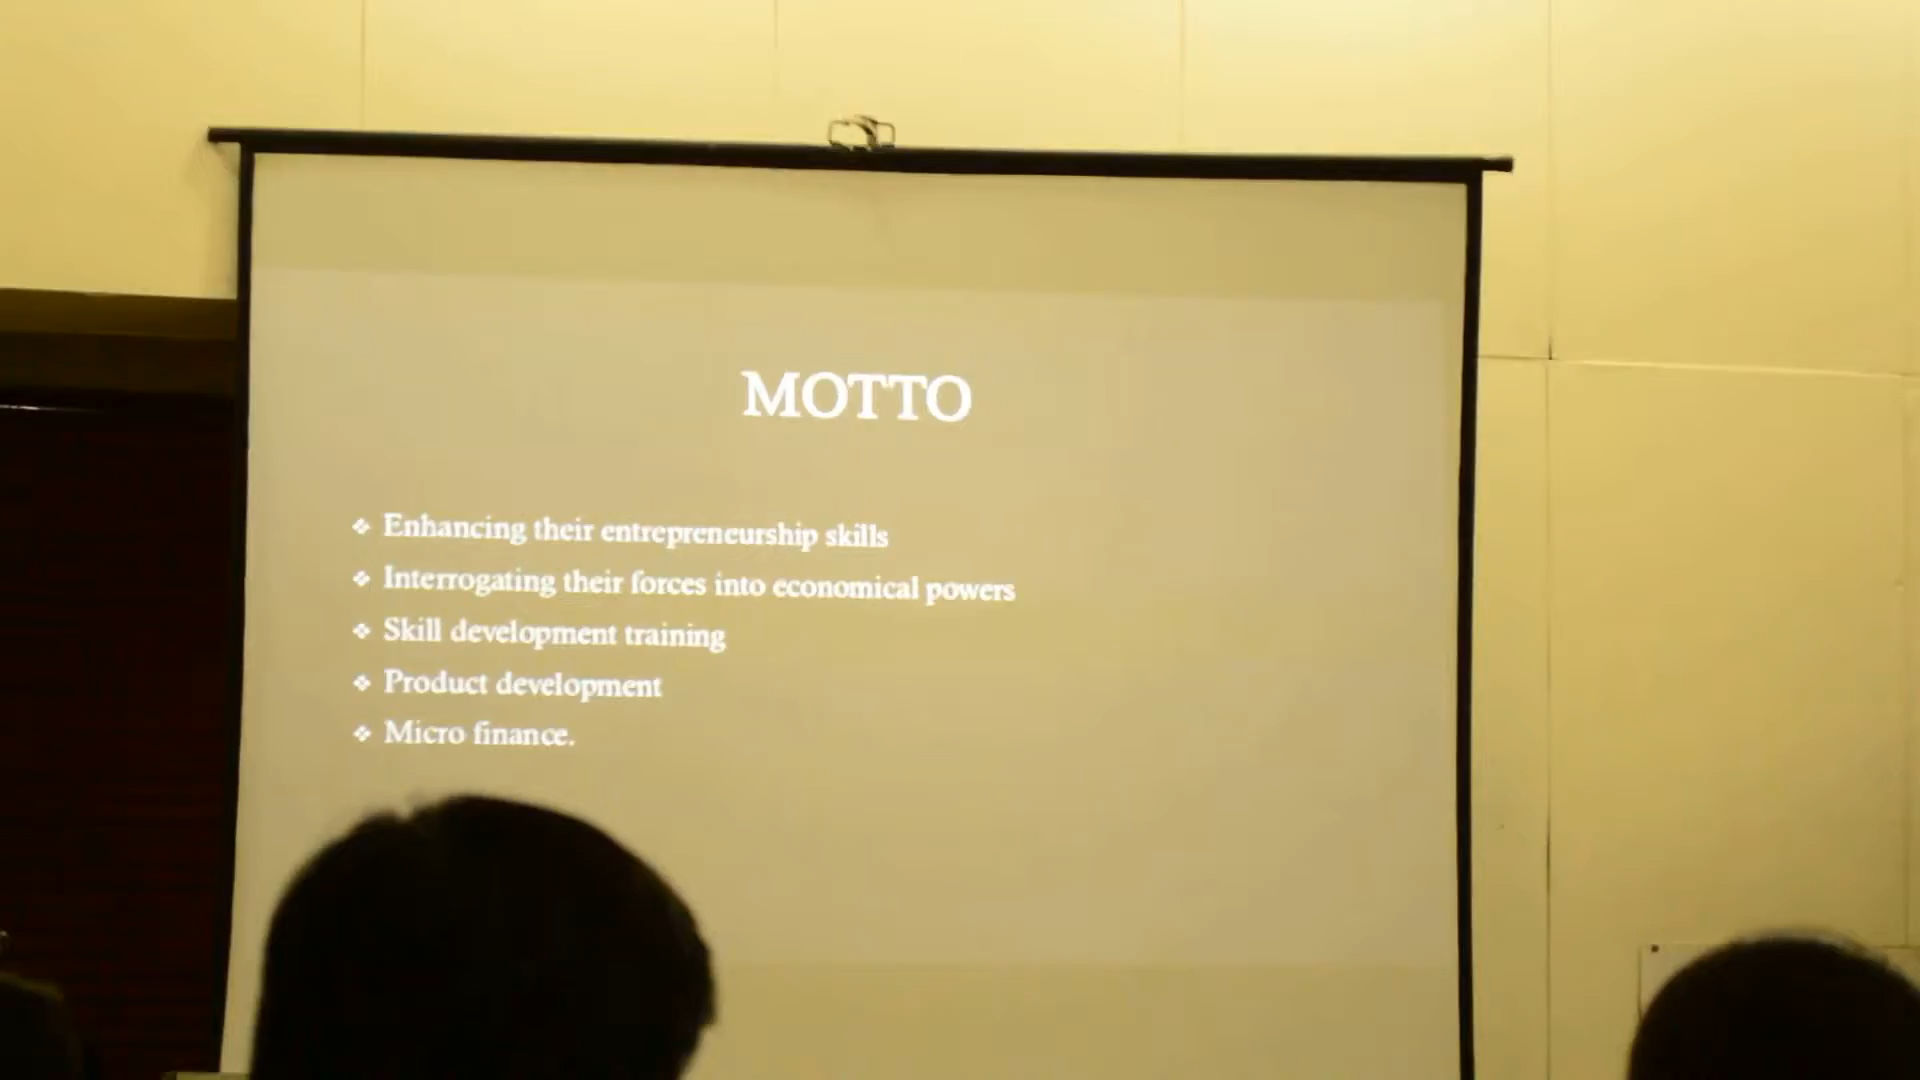 MOTTO
❖ Enhancing their entrepreneurship skills
❖ Interrogating their forces into economical powers
❖ Skill development training
❖ Product development
❖ Micro finance.